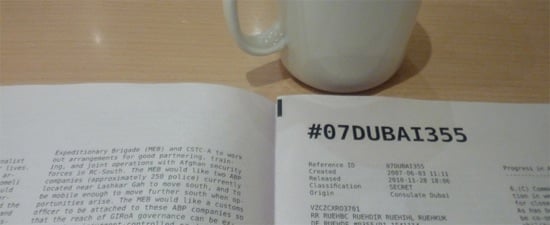 Expeditionary Brigade (MEB) and CSTC-A to work
out arrangements for good partnering, train-
ing, and joint operations with Afghan security
forces in RC-South. The MEB would like two ABP
companies (approximately 250 police) currently
located near Lashkar Gah to move south, and to
be mobile enough to move further south when op-
portunities arise. The MEB would like a customs
officer to be attached to these ABP companies so
that the reach of GIRoA governance can be ex-
#07DUBAI355
Reference ID 07DUBAI355
Created 2007-06-03 11:11
Released 2010-11-28 18:06
Classification SECRET
Origin Consulate Dubai
VZCZCXRO3761
RR RUEHBC RUEHDIR RUEHIHL RUEHKUK
Progress in A
6.(C) Commen